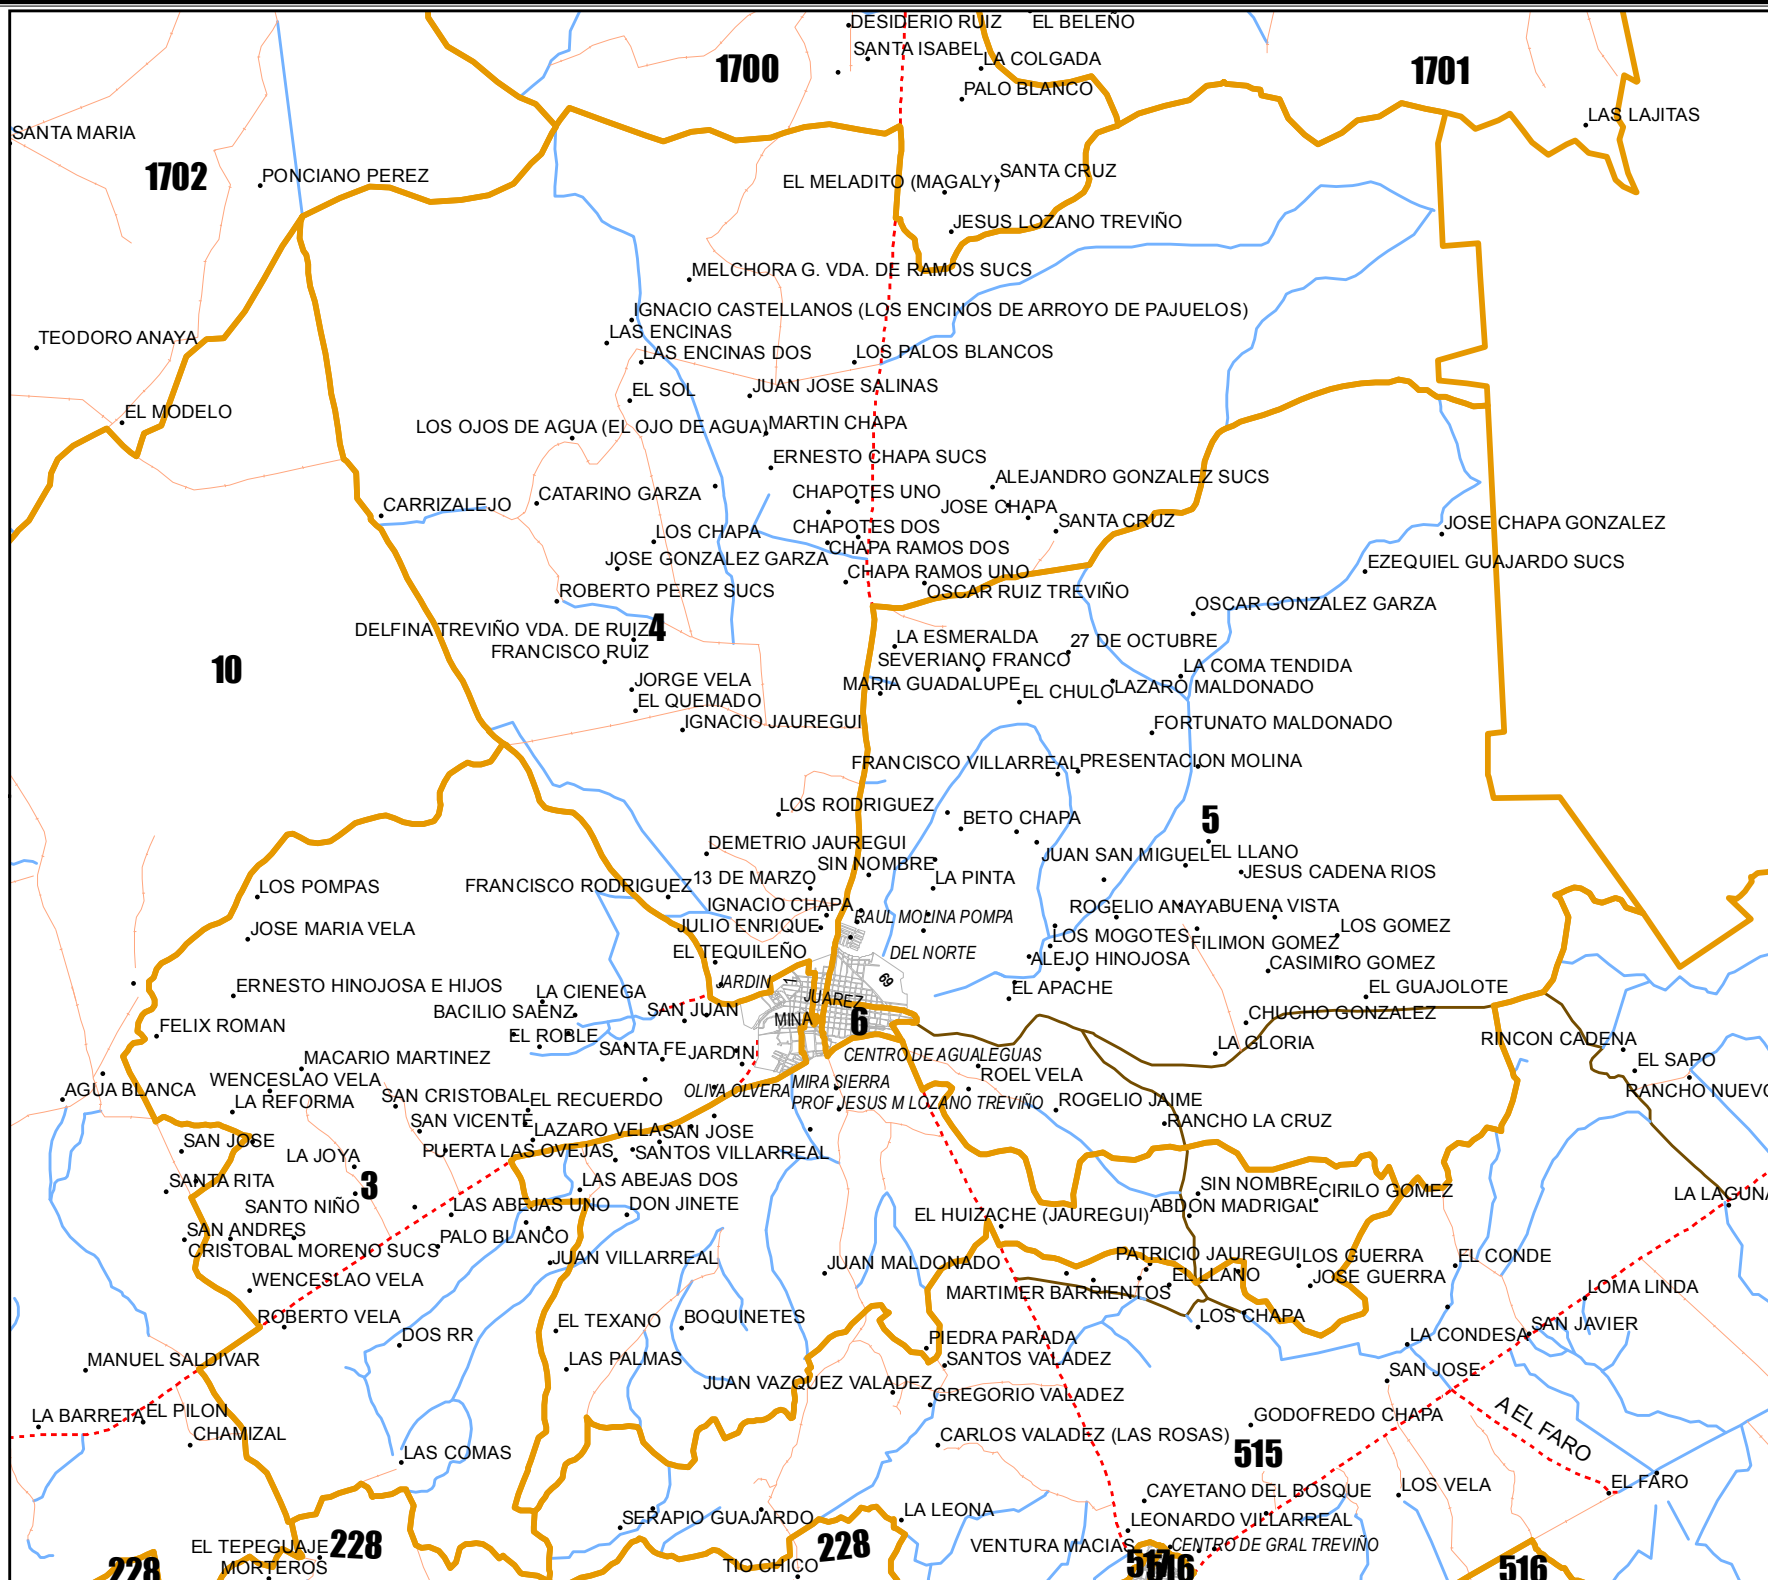 DESIDERIO RUIZ
EL BELEÑO
SANTA ISABEL
LA COLGADA
1700
1701
PALO BLANCO
LAS LAJITAS
SANTA MARIA
1702
PONCIANO PEREZ
EL MELADITO (MAGALY)
SANTA CRUZ
JESUS LOZANO TREVIÑO
MELCHORA G. VDA. DE RAMOS SUCS
IGNACIO CASTELLANOS (LOS ENCINOS DE ARROYO DE PAJUELOS)
TEODORO ANAYA
LAS ENCINAS
LAS ENCINAS DOS
LOS PALOS BLANCOS
EL SOL
JUAN JOSE SALINAS
EL MODELO
LOS OJOS DE AGUA (EL OJO DE AGUA)
MARTIN CHAPA
ERNESTO CHAPA SUCS
ALEJANDRO GONZALEZ SUCS
CARRIZALEJO
CATARINO GARZA
CHAPOTES UNO
JOSE CHAPA
SANTA CRUZ
JOSE CHAPA GONZALEZ
LOS CHAPA
CHAPOTES DOS
CHAPA RAMOS DOS
JOSE GONZALEZ GARZA
CHAPA RAMOS UNO
EZEQUIEL GUAJARDO SUCS
ROBERTO PEREZ SUCS
OSCAR RUIZ TREVIÑO
OSCAR GONZALEZ GARZA
DELFINA TREVIÑO VDA. DE RUIZ
4
LA ESMERALDA
27 DE OCTUBRE
FRANCISCO RUIZ
SEVERIANO FRANCO
LA COMA TENDIDA
10
JORGE VELA
MARIA GUADALUPE
EL CHULO
LAZARO MALDONADO
EL QUEMADO
IGNACIO JAUREGUI
FORTUNATO MALDONADO
FRANCISCO VILLARREAL
PRESENTACION MOLINA
LOS RODRIGUEZ
BETO CHAPA
5
DEMETRIO JAUREGUI
JUAN SAN MIGUEL
EL LLANO
SIN NOMBRE
JESUS CADENA RIOS
LOS POMPAS
FRANCISCO RODRIGUEZ
13 DE MARZO
LA PINTA
IGNACIO CHAPA
RAUL MOLINA POMPA
ROGELIO ANAYA
BUENA VISTA
JOSE MARIA VELA
JULIO ENRIQUE
LOS GOMEZ
LOS MOGOTES
FILIMON GOMEZ
EL TEQUILEÑO
DEL NORTE
ALEJO HINOJOSA
CASIMIRO GOMEZ
ERNESTO HINOJOSA E HIJOS
LA CIENEGA
JARDIN
1
69
EL APACHE
EL GUAJOLOTE
BACILIO SAENZ
SAN JUAN
JUAREZ
FELIX ROMAN
EL ROBLE
MINA
6
CHUCHO GONZALEZ
MACARIO MARTINEZ
SANTA FE
JARDIN
CENTRO DE AGUALEGUAS
LA GLORIA
RINCON CADENA
EL SAPO
AGUA BLANCA
WENCESLAO VELA
ROEL VELA
RANCHO NUEVO
LA REFORMA
SAN CRISTOBAL
EL RECUERDO
OLIVA OLVERA
MIRA SIERRA
PROF JESUS M LOZANO TREVIÑO
ROGELIO JAIME
SAN VICENTE
RANCHO LA CRUZ
SAN JOSE
LAZARO VELA
SAN JOSE
LA JOYA
PUERTA LAS OVEJAS
SANTOS VILLARREAL
SANTA RITA
3
LAS ABEJAS DOS
SIN NOMBRE
CIRILO GOMEZ
LA LAGUNA
SANTO NIÑO
LAS ABEJAS UNO
DON JINETE
EL HUIZACHE (JAUREGUI)
ABDON MADRIGAL
SAN ANDRES
PALO BLANCO
CRISTOBAL MORENO SUCS
JUAN VILLARREAL
JUAN MALDONADO
PATRICIO JAUREGUI
LOS GUERRA
EL CONDE
WENCESLAO VELA
EL LLANO
JOSE GUERRA
MARTIMER BARRIENTOS
LOMA LINDA
ROBERTO VELA
DOS RR
EL TEXANO
BOQUINETES
LOS CHAPA
PIEDRA PARADA
LA CONDESA
SAN JAVIER
MANUEL SALDIVAR
LAS PALMAS
SANTOS VALADEZ
SAN JOSE
JUAN VAZQUEZ VALADEZ
GREGORIO VALADEZ
LA BARRETA
EL PILON
GODOFREDO CHAPA
A EL FARO
CHAMIZAL
CARLOS VALADEZ (LAS ROSAS)
515
LAS COMAS
LOS VELA
EL FARO
CAYETANO DEL BOSQUE
SERAPIO GUAJARDO
LA LEONA
LEONARDO VILLARREAL
EL TEPEGUAJE
228
228
VENTURA MACIAS
CENTRO DE GRAL TREVIÑO
228
MORTEROS
TIO CHICO
517
516
516